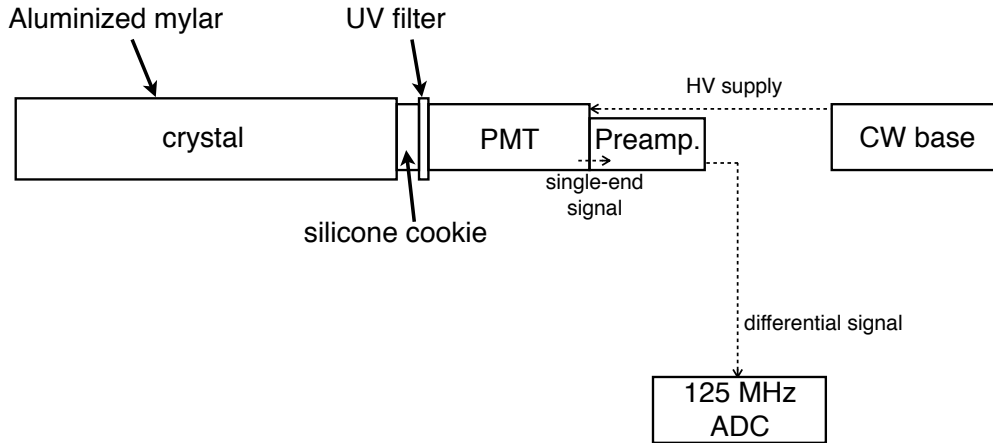 Aluminized mylar
UV filter
HV supply
crystal
PMT
Preamp.
CW base
single-end
signal
silicone cookie
differential signal
125 MHz
ADC